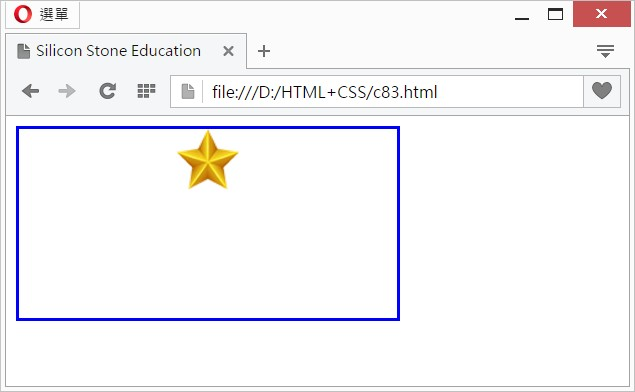 選單
Silicon Stone Education
file:///D:/HTML+CSS/c83.html